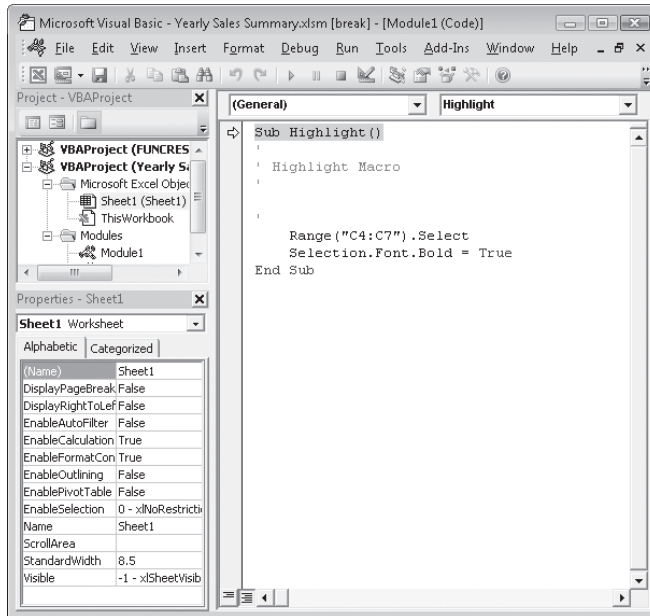 Microsoft Visual Basic - Yearly Sales Summary.xlsm [break] - [Module1 (Code)]
File Edit View Insert Format Debug Run Tools Add-Ins Window Help
Project - VBAProject
VBAProject (FUNCRES
VBAProject (Yearly Sa
Microsoft Excel Objec
Sheet1 (Sheet1)
ThisWorkbook
Modules
Module1
Properties - Sheet1
Sheet1 Worksheet
Alphabetic Categorized
(Name) Sheet1
DisplayPageBreak False
DisplayRightToLef False
EnableAutoFilter False
EnableCalculation True
EnableFormatCon True
EnableOutlining False
EnablePivotTable False
EnableSelection 0 - xlNoRestricti
Name Sheet1
ScrollArea
StandardWidth 8.5
Visible -1 - xlSheetVisib
(General) Highlight
Sub Highlight()
'
' Highlight Macro
'
'
Range("C4:C7").Select
Selection.Font.Bold = True
End Sub